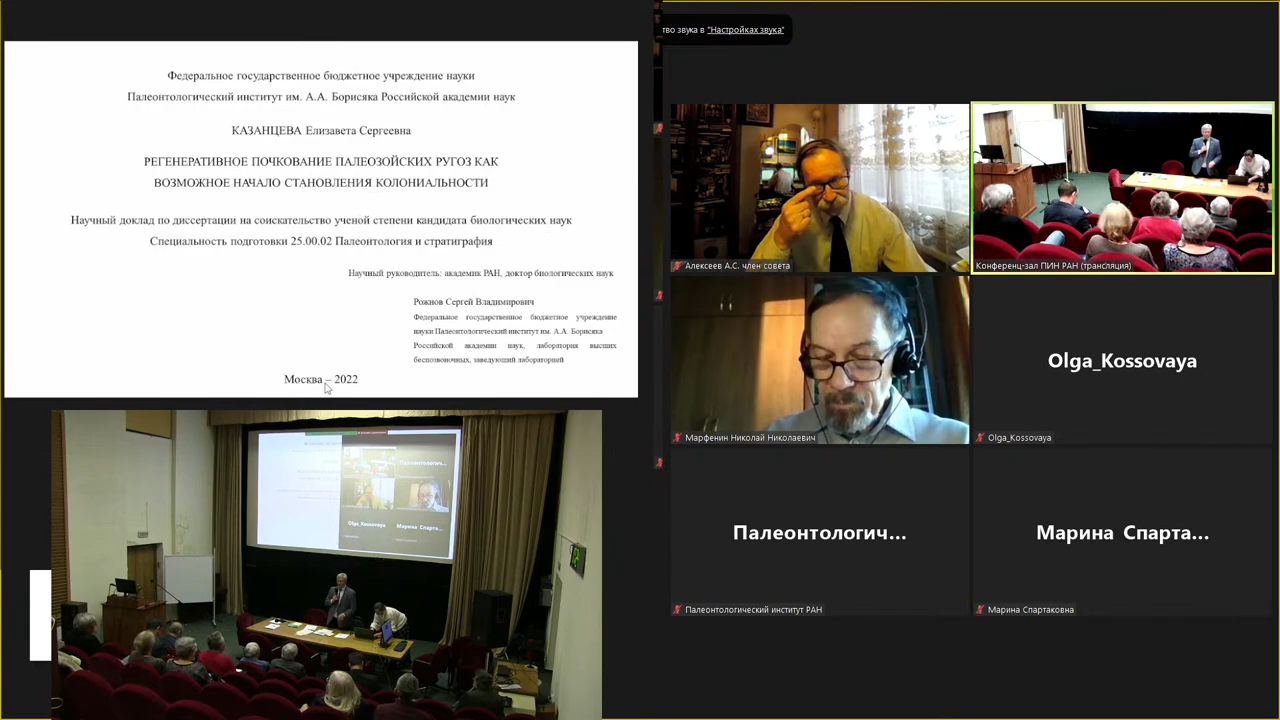 Федеральное государственное бюджетное учреждение науки
Палеонтологический институт им. А.А. Борисяка Российской академии наук
КАЗАНЦЕВА Елизавета Сергеевна
РЕГЕНЕРАТИВНОЕ ПОЧКОВАНИЕ ПАЛЕОЗОЙСКИХ РУГОЗ КАК
ВОЗМОЖНОЕ НАЧАЛО СТАНОВЛЕНИЯ КОЛОНИАЛЬНОСТИ
Научный доклад по диссертации на соискательство ученой степени кандидата биологических наук
Специальность подготовки 25.00.02 Палеонтология и стратиграфия
Научный руководитель: академик РАН, доктор биологических наук
Рожнов Сергей Владимирович
Федеральное государственное бюджетное учреждение
науки Палеонтологический институт им. А.А. Борисяка
Российской академии наук, лаборатория высших
беспозвоночных, заведующий лабораторией
Москва – 2022
тво звука в "Настройках звука"
Алексеев А.С. член совета
Конференц-зал ПИН РАН (трансляция)
Марфенин Николай Николаевич
Olga_Kossovaya
Olga_Kossovaya
Палеонтологич...
Палеонтологический институт РАН
Марина Спарта...
Марина Спартаковна
Палеонтологич...
Olga_Kossovaya
Марина Спарта...